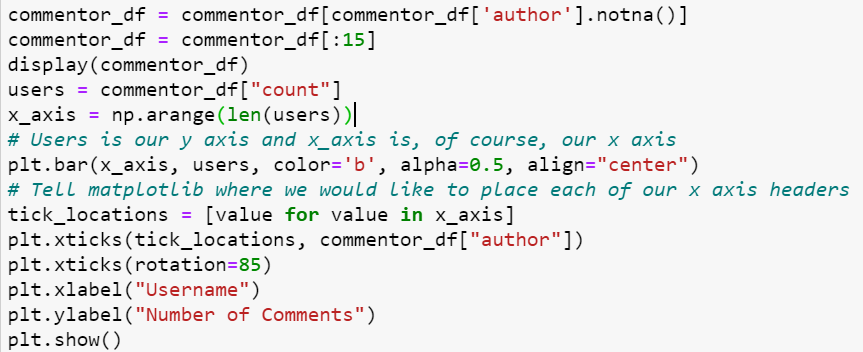 commentor_df = commentor_df[commentor_df['author'].notna()]
commentor_df = commentor_df[:15]
display(commentor_df)
users = commentor_df["count"]
x_axis = np.arange(len(users))
# Users is our y axis and x_axis is, of course, our x axis
plt.bar(x_axis, users, color='b', alpha=0.5, align="center")
# Tell matplotlib where we would like to place each of our x axis headers
tick_locations = [value for value in x_axis]
plt.xticks(tick_locations, commentor_df["author"])
plt.xticks(rotation=85)
plt.xlabel("Username")
plt.ylabel("Number of Comments")
plt.show()